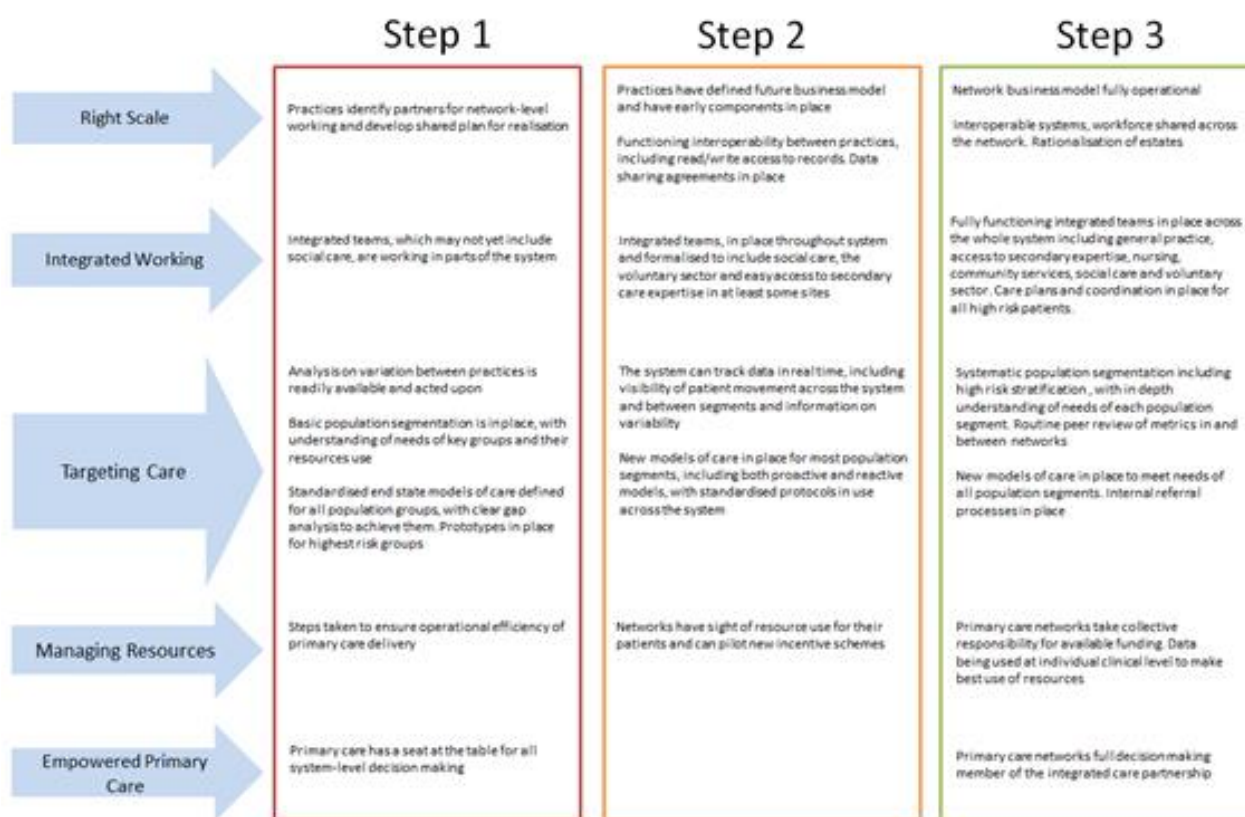 Step 1
Step 2
Step 3
Right Scale
Practices identify partners for network-level
working and develop shared plan for realisation
Practices have defined future business model
and have early components in place
Functioning interoperability between practices,
including read/write access to records. Data
sharing agreements in place
Network business model fully operational
Interoperable systems, workforce shared across
the network. Rationalisation of estates
Integrated Working
Integrated teams, which may not yet include
social care, are working in parts of the system
Integrated teams, in place throughout system
and formalised to include social care, the
voluntary sector and easy access to secondary
care expertise in at least some sites
Fully functioning integrated teams in place across
the whole system including general practice,
access to secondary expertise, nursing,
community services, social care and voluntary
sector. Care plans and coordination in place for
all high risk patients.
Targeting Care
Analysis on variation between practices is
readily available and acted upon
Basic population segmentation is in place, with
understanding of needs of key groups and their
resources use
Standardised end state models of care defined
for all population groups, with clear gap
analysis to achieve them. Prototypes in place
for highest risk groups
The system can track data in real time, including
visibility of patient movement across the system
and between segments and information on
variability
New models of care in place for most population
segments, including both proactive and reactive
models, with standardised protocols in use
across the system
Systematic population segmentation including
high risk stratification , with in depth
understanding of needs of each population
segment. Routine peer review of metrics in and
between networks
New models of care in place to meet needs of
all population segments. Internal referral
processes in place
Managing Resources
Steps taken to ensure operational efficiency of
primary care delivery
Networks have sight of resource use for their
patients and can pilot new incentive schemes
Primary care networks take collective
responsibility for available funding. Data
being used at individual clinical level to make
best use of resources
Empowered Primary
Care
Primary care has a seat at the table for all
system-level decision making
Primary care networks full decision making
member of the integrated care partnership